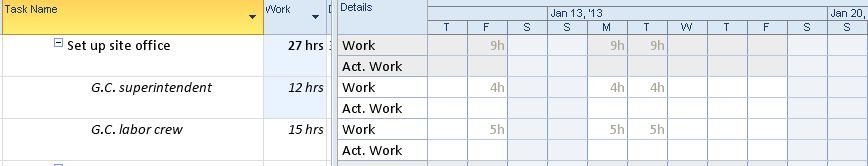 Task Name Work D Details Jan 13, '13 Jan 20,
T F S S M T W T F S S
Set up site office 27 hrs 3 Work 9h 9h 9h
Act. Work
G.C. superintendent 12 hrs Work 4h 4h 4h
Act. Work
G.C. labor crew 15 hrs Work 5h 5h 5h
Act. Work